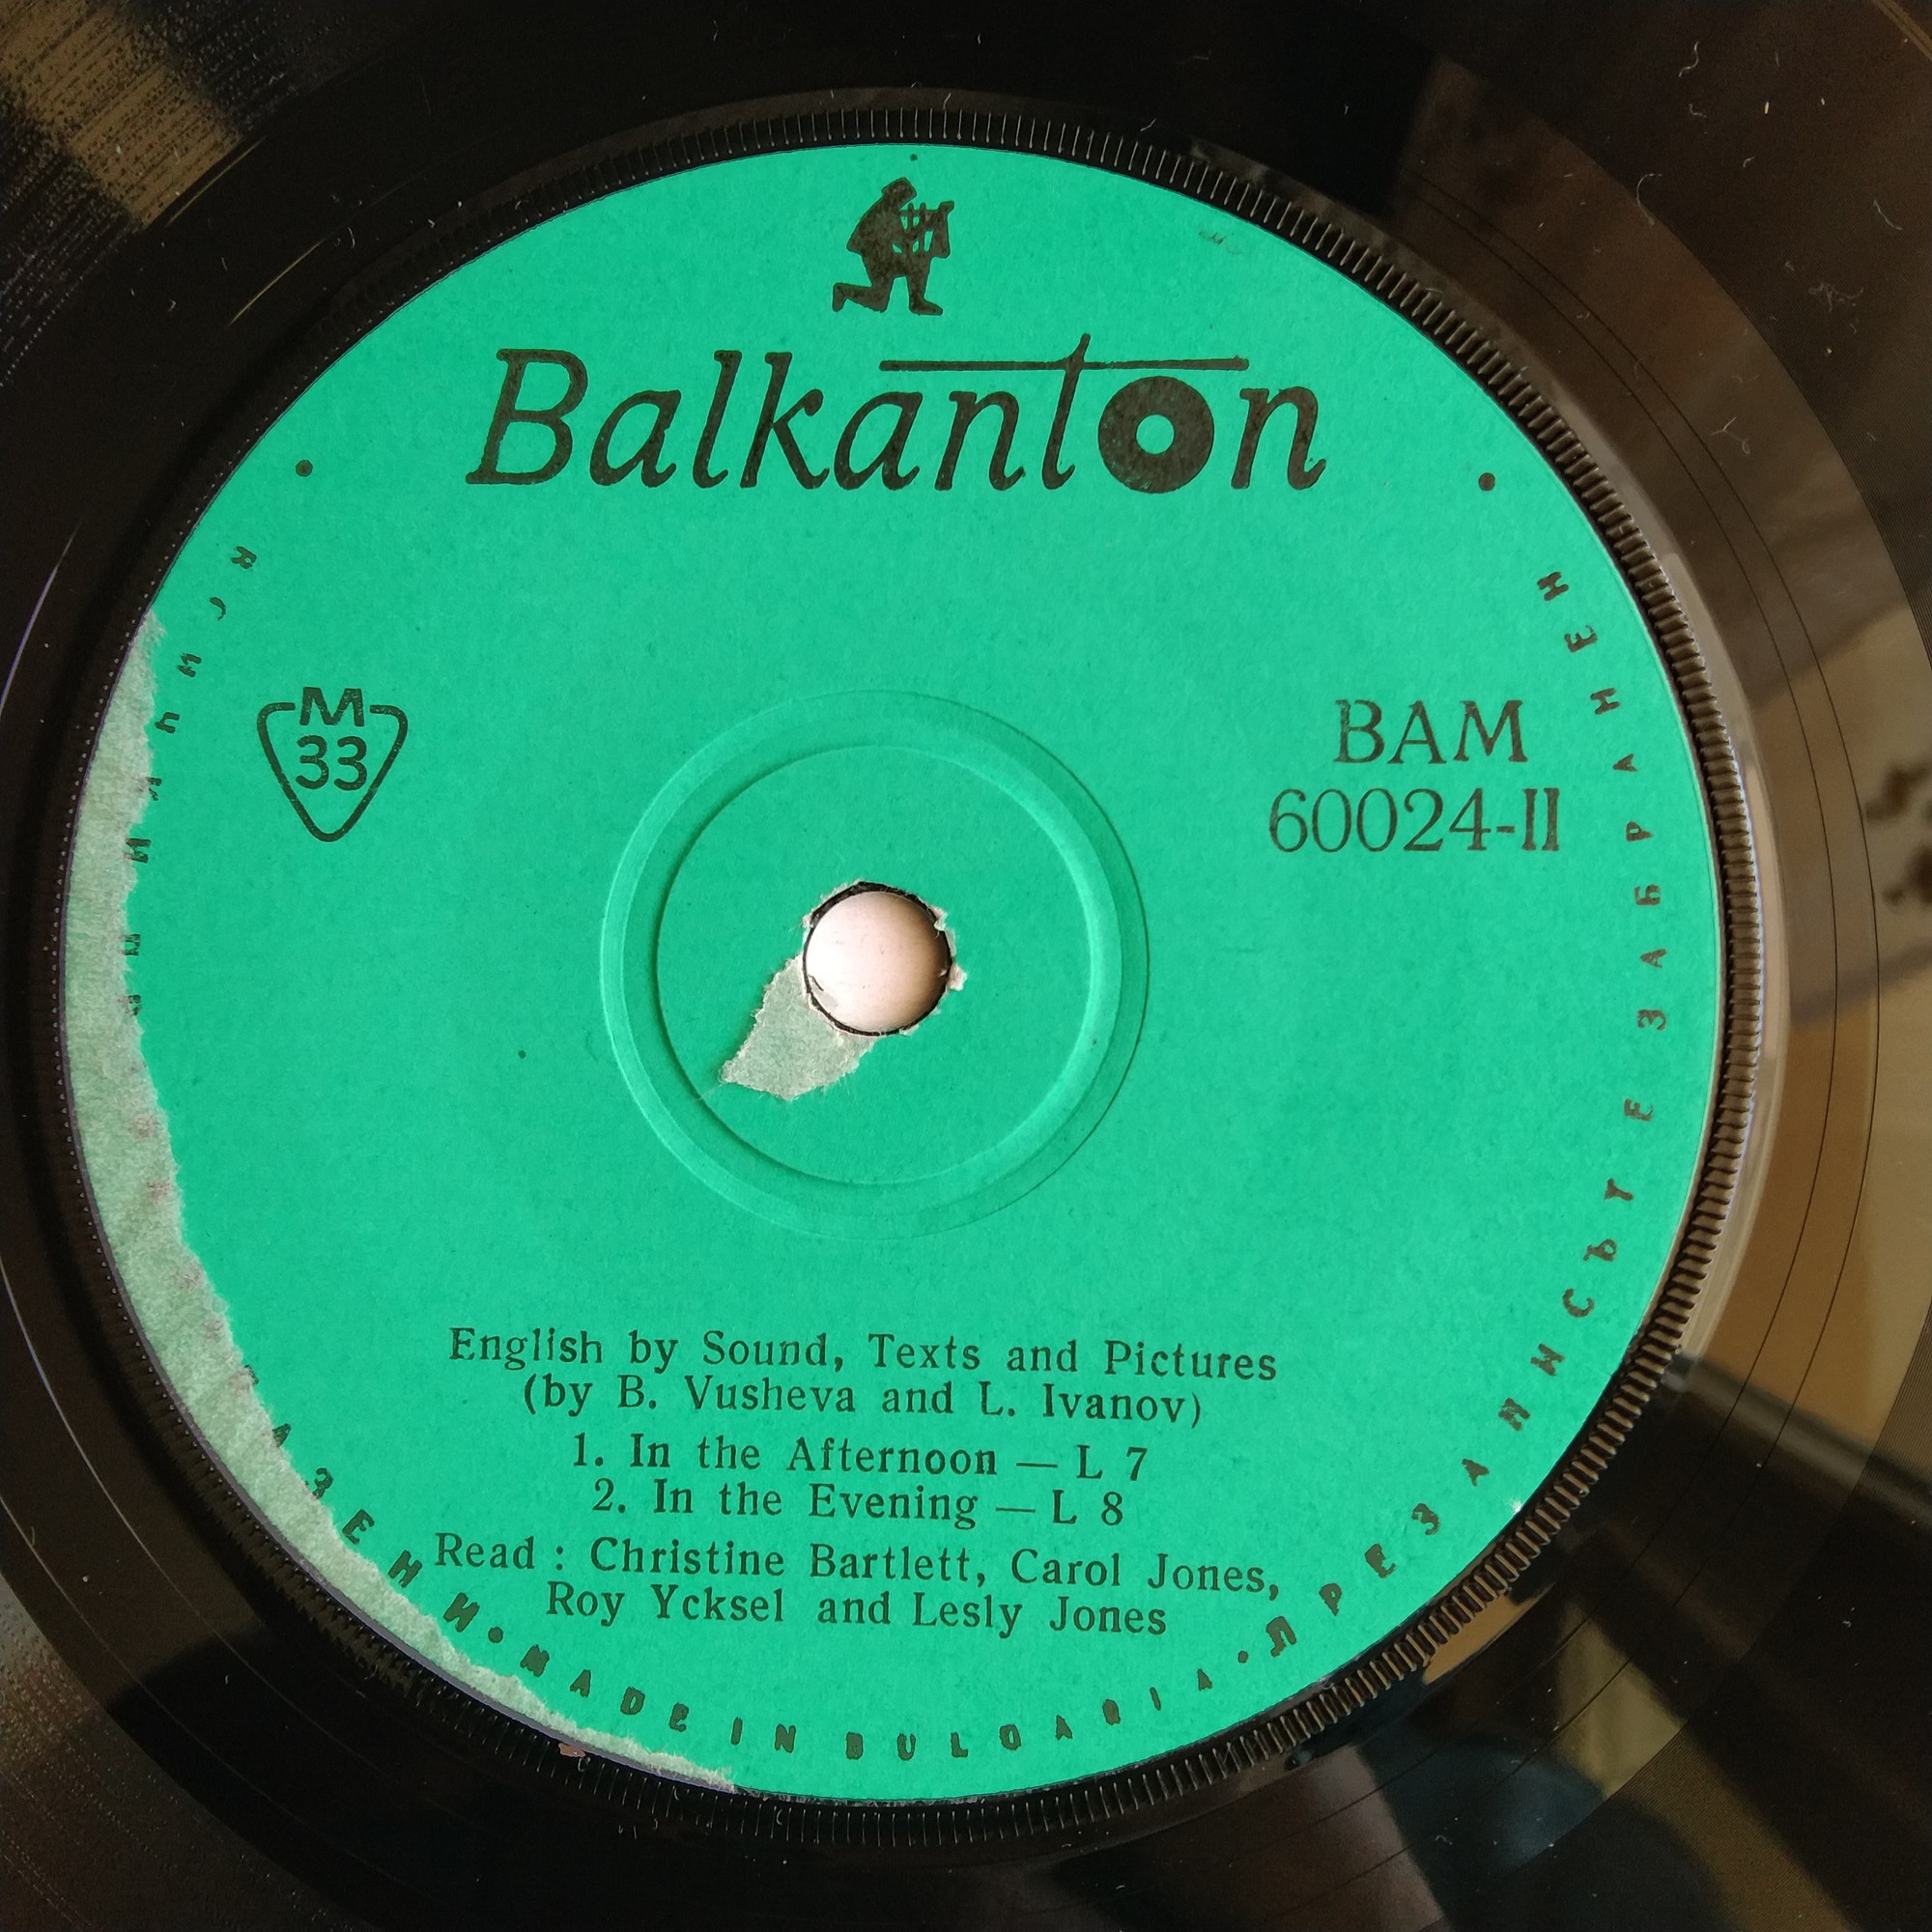 Balkanton
M
33
BAM
60024-II
English by Sound, Texts and Pictures
(by B. Vusheva and L. Ivanov)
1. In the Afternoon — L 7
2. In the Evening — L 8
Read : Christine Bartlett, Carol Jones,
Roy Ycksel and Lesly Jones
MADE IN BULGARIA • ПРЕЗАПИСЪТ Е ЗАБРАНЕН